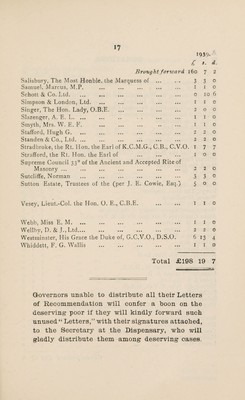 17
1939.
£ s. d.
Brought forward 160 7 2
Salisbury, The Most Honble. the Marquess of ... ... 3 3 0
Samuel, Marcus, M.P. ... ... ... ... ... 1 1 0
Schott & Co. Ltd. ... ... ... ... ... ... 0 10 6
Simpson & London, Ltd. ... ... ... ... ... 1 1 0
Singer, The Hon. Lady, O.B.E. ... ... ... ... 2 0 0
Slazenger, A. E. L. ... ... ... ... ... ... 1 1 0
Smyth, Mrs. W. E. F. ... ... ... ... ... 1 1 0
Stafford, Hugh G. ... ... ... ... ... ... 1 1 0
Standen & Co., Ltd. ... ... ... ... ... ... 2 2 0
Stradbroke, the Rt. Hon. the Earl of K.C.M.G., C.B., C.V.O. 1 7 7
Strafford, the Rt. Hon. the Earl of ... ... ... 1 0 0
Supreme Council 33° of the Ancient and Accepted Rite of
Masonry ... ... ... ... ... ... ... 2 2 0
Sutcliffe, Norman ... ... ... ... ... ... 3 3 0
Sutton Estate, Trustees of the (per J. E. Cowie, Esq.) 5 0 0
Vesey, Lieut.-Col. the Hon. O. E., C.B.E. ... ... 1 1 0
Webb, Miss E. M. ... ... ... ... ... ... 1 1 0
Wellby, D. & J., Ltd.... ... ... ... ... ... 2 2 0
Westminster, His Grace the Duke of, G.C.V.O., D.S.O. 6 13 4
Whiddett, F. G. Wallis ... ... ... ... ... 1 1 0
Total £198 19 7
Governors unable to distribute all their Letters
of Recommendation will confer a boon on the
deserving poor if they will kindly forward such
unused "Letters," with their signatures attached,
to the Secretary at the Dispensary, who will
gladly distribute them among deserving cases.